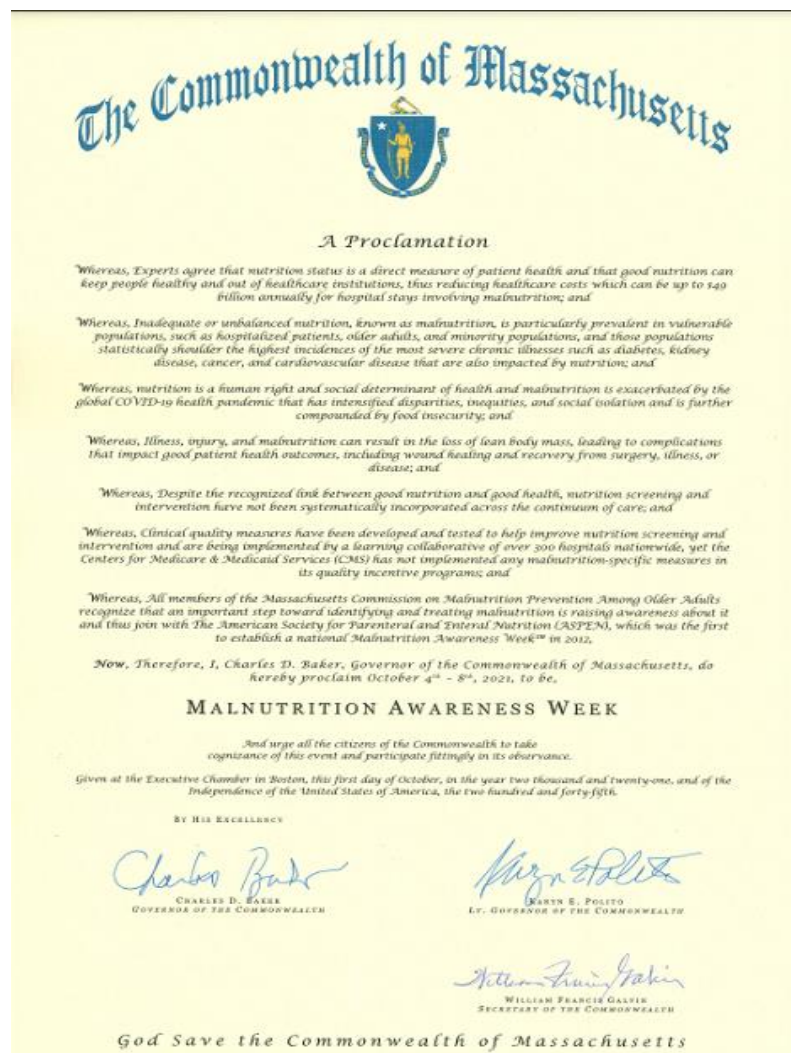 The Commonwealth of Massachusetts
A Proclamation
Whereas, Experts agree that nutrition status is a direct measure of patient health and that good nutrition can
keep people healthy and out of healthcare institutions, thus reducing healthcare costs which can be up to $49
billion annually for hospital stays involving malnutrition; and
Whereas, Inadequate or unbalanced nutrition, known as malnutrition, is particularly prevalent in vulnerable
populations, such as hospitalized patients, older adults, and minority populations, and those populations
statistically shoulder the highest incidences of the most severe chronic illnesses such as diabetes, kidney
disease, cancer, and cardiovascular disease that are also impacted by nutrition; and
Whereas, nutrition is a human right and social determinant of health and malnutrition is exacerbated by the
global COVID-19 health pandemic that has intensified disparities, inequities, and social isolation and is further
compounded by food insecurity; and
Whereas, Illness, injury, and malnutrition can result in the loss of lean body mass, leading to complications
that impact good patient health outcomes, including wound healing and recovery from surgery, illness, or
disease; and
Whereas, Despite the recognized link between good nutrition and good health, nutrition screening and
intervention have not been systematically incorporated across the continuum of care; and
Whereas, Clinical quality measures have been developed and tested to help improve nutrition screening and
intervention and are being implemented by a learning collaborative of over 300 hospitals nationwide, yet the
Centers for Medicare & Medicaid Services (CMS) has not implemented any malnutrition-specific measures in
its quality incentive programs; and
Whereas, All members of the Massachusetts Commission on Malnutrition Prevention Among Older Adults
recognize that an important step toward identifying and treating malnutrition is raising awareness about it
and thus join with The American Society for Parenteral and Enteral Nutrition (ASPEN), which was the first
to establish a national Malnutrition Awareness Week™ in 2012,
Now, Therefore, I, Charles D. Baker, Governor of the Commonwealth of Massachusetts, do
hereby proclaim October 4th - 8th, 2021, to be,
MALNUTRITION AWARENESS WEEK
And urge all the citizens of the Commonwealth to take
cognizance of this event and participate fittingly in its observance.
Given at the Executive Chamber in Boston, this first day of October, in the year two thousand and twenty-one, and of the
Independence of the United States of America, the two hundred and forty-fifth.
BY HIS EXCELLENCY
Charles Baker
Karyn E Polito
CHARLES D. BAKER
GOVERNOR OF THE COMMONWEALTH
KARYN E. POLITO
LT. GOVERNOR OF THE COMMONWEALTH
William Francis Galvin
WILLIAM FRANCIS GALVIN
SECRETARY OF THE COMMONWEALTH
God Save the Commonwealth of Massachusetts